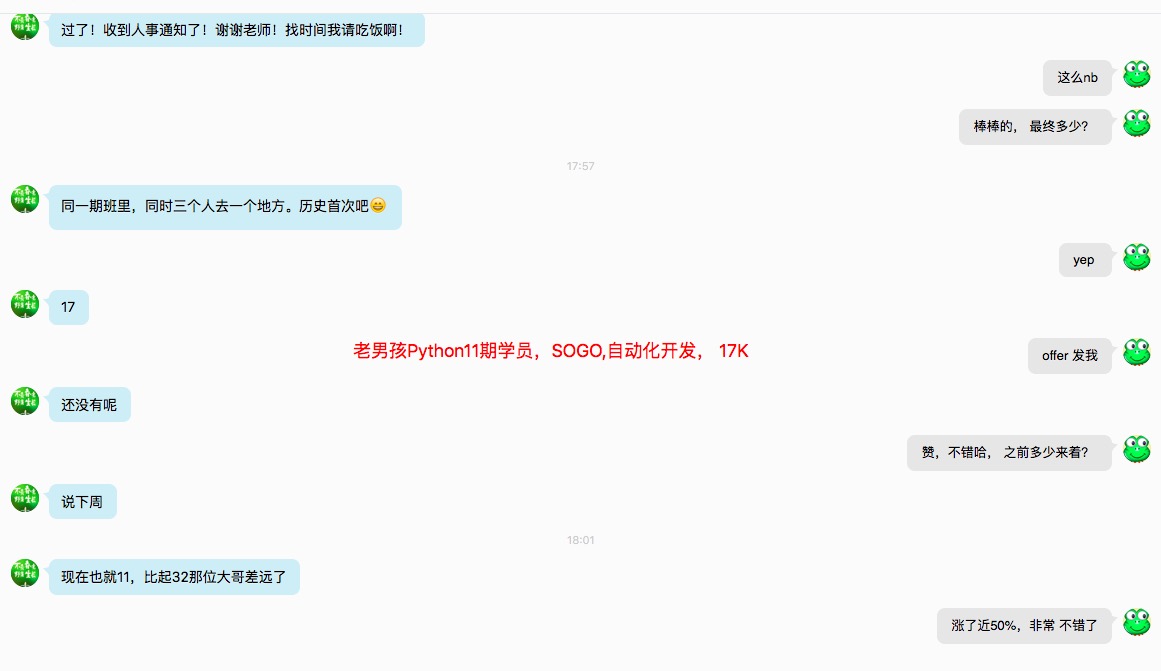 过了！收到人事通知了！谢谢老师！找时间我请吃饭啊！
这么nb
棒棒的， 最终多少？
17:57
同一期班里，同时三个人去一个地方。历史首次吧😄
yep
17
老男孩Python11期学员，SOGO,自动化开发， 17K
offer 发我
还没有呢
赞，不错哈， 之前多少来着？
说下周
18:01
现在也就11，比起32那位大哥差远了
涨了近50%，非常 不错了